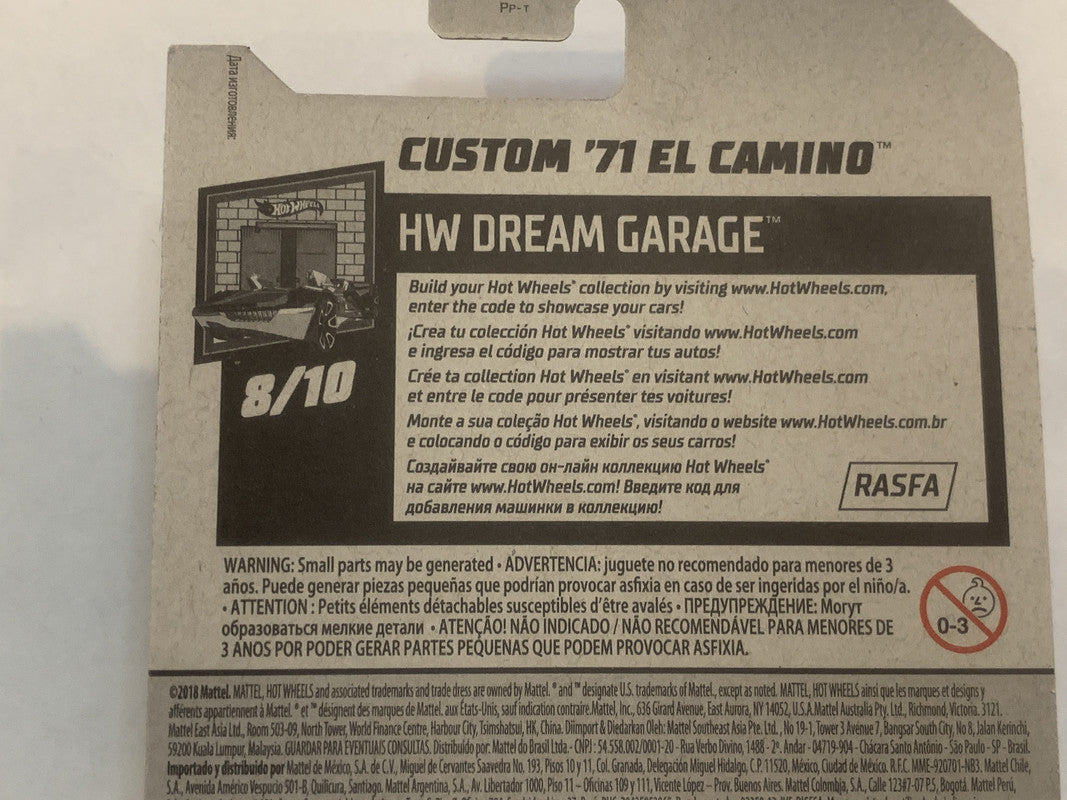 Pp-т
Дата изготовления:
CUSTOM '71 EL CAMINO™
HOT WHEELS
HW DREAM GARAGE™
8/10
Build your Hot Wheels® collection by visiting www.HotWheels.com,
enter the code to showcase your cars!
¡Crea tu colección Hot Wheels® visitando www.HotWheels.com
e ingresa el código para mostrar tus autos!
Crée ta collection Hot Wheels® en visitant www.HotWheels.com
et entre le code pour présenter tes voitures!
Monte a sua coleção Hot Wheels®, visitando o website www.HotWheels.com.br
e colocando o código para exibir os seus carros!
Создавайте свою он-лайн коллекцию Hot Wheels®
на сайте www.HotWheels.com! Введите код для
добавления машинки в коллекцию!
RASFA
WARNING: Small parts may be generated • ADVERTENCIA: juguete no recomendado para menores de 3
años. Puede generar piezas pequeñas que podrían provocar asfixia en caso de ser ingeridas por el niño/a.
• ATTENTION : Petits éléments détachables susceptibles d'être avalés • ПРЕДУПРЕЖДЕНИЕ: Могут
образоваться мелкие детали • ATENÇÃO! NÃO INDICADO / NÃO RECOMENDÁVEL PARA MENORES DE
3 ANOS POR PODER GERAR PARTES PEQUENAS QUE PODEM PROVOCAR ASFIXIA.
0-3
©2018 Mattel. MATTEL, HOT WHEELS and associated trademarks and trade dress are owned by Mattel. ® and ™ designate U.S. trademarks of Mattel, except as noted. MATTEL, HOT WHEELS ainsi que les marques et designs y
afférents appartiennent à Mattel. ® et ™ désignent des marques de Mattel. aux États-Unis, sauf indication contraire. Mattel, Inc., 636 Girard Avenue, East Aurora, NY 14052, U.S.A. Mattel Australia Pty. Ltd., Richmond, Victoria. 3121.
Mattel East Asia Ltd., Room 503-09, North Tower, World Finance Centre, Harbour City, Tsimshatsui, HK, China. Diimport & Diedarkan Oleh: Mattel Southeast Asia Pte. Ltd., No 19-1, Tower 3 Avenue 7, Bangsar South City, No 8, Jalan Kerinchi,
59200 Kuala Lumpur, Malaysia. GUARDAR PARA EVENTUAIS CONSULTAS. Distribuido por: Mattel do Brasil Ltda.- CNPJ : 54.558.002/0001-20 - Rua Verbo Divino, 1488 - 2º. Andar - 04719-904 - Chácara Santo Antônio - São Paulo - SP - Brasil.
Importado y distribuido por Mattel de México, S.A. de C.V., Miguel de Cervantes Saavedra No. 193, Pisos 10 y 11, Col. Granada, Delegación Miguel Hidalgo, C.P. 11520, México, Ciudad de México. R.F.C. MME-920701-NB3. Mattel Chile,
S.A., Avenida Américo Vespucio 501-B, Quilicura, Santiago. Mattel Argentina, S.A., Av. Libertador 1000, Piso 11 – Oficinas 109 y 111, Vicente López – Prov. Buenos Aires. Mattel Colombia, S.A., Calle 123#7-07 P.5, Bogotá. Mattel Perú,